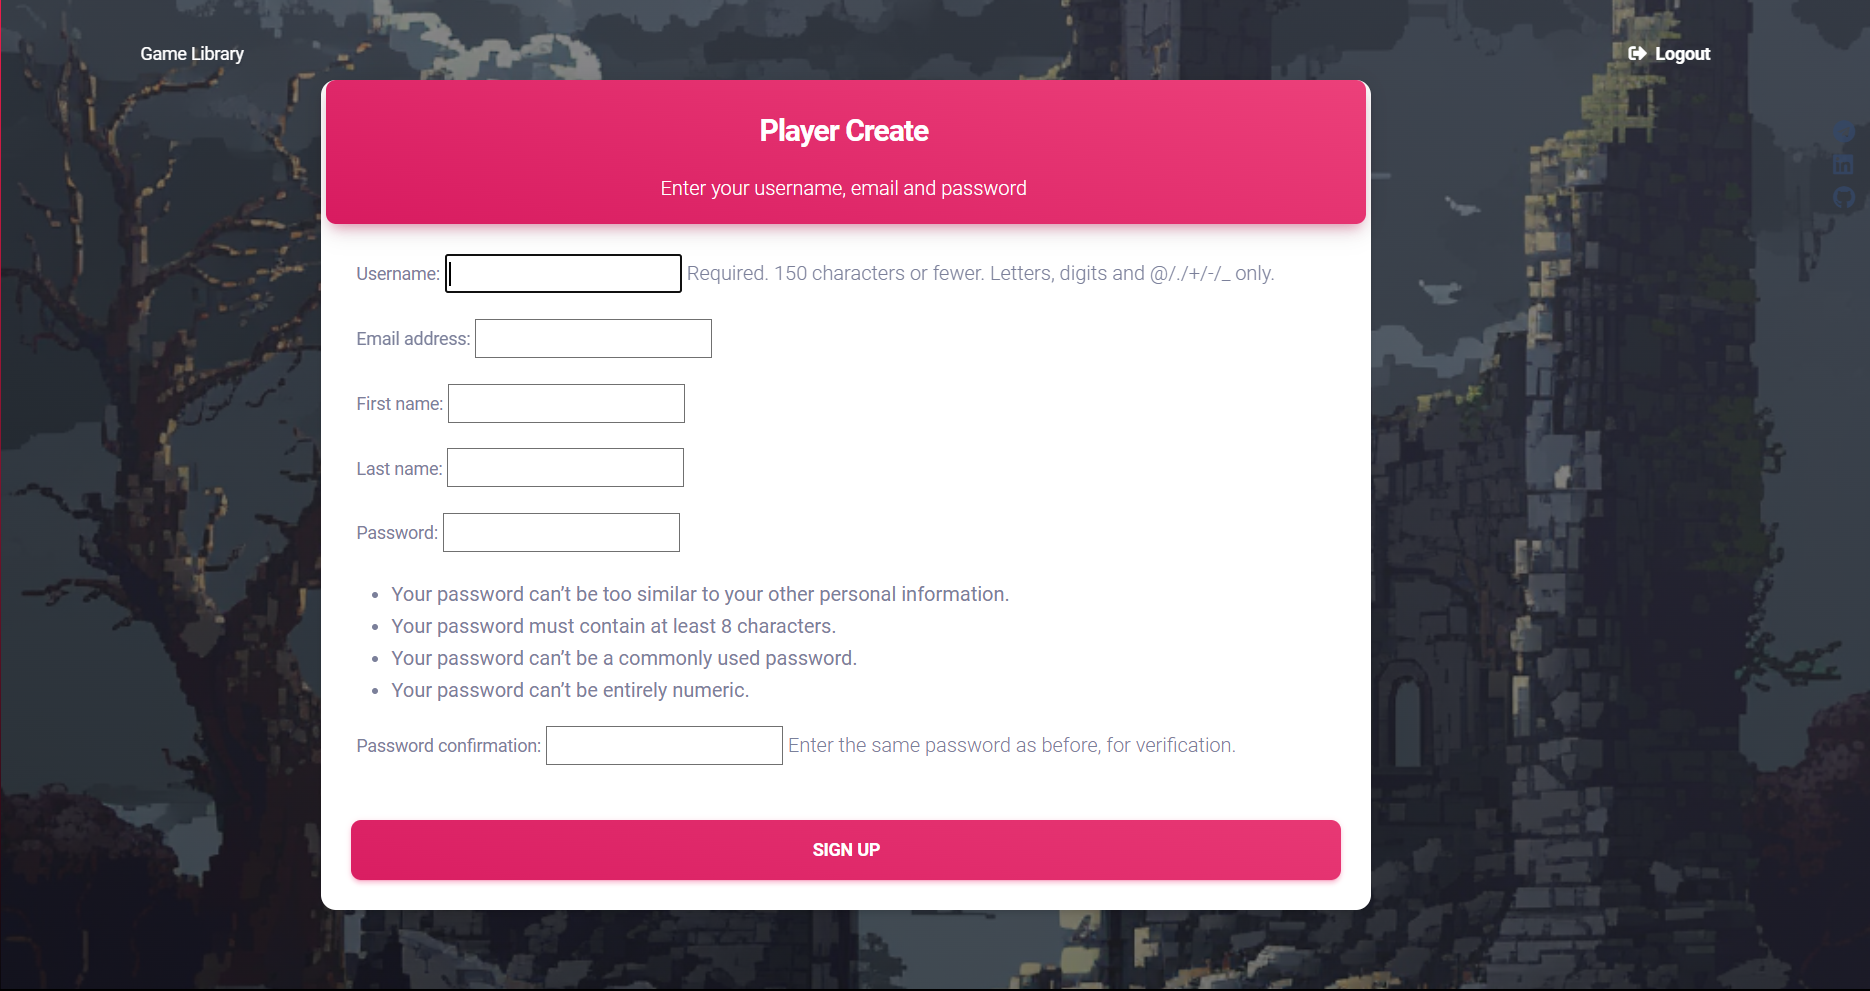 Game Library
Logout
Player Create
Enter your username, email and password
Username: Required. 150 characters or fewer. Letters, digits and @/./+/-/_ only.
Email address:
First name:
Last name:
Password:
• Your password can’t be too similar to your other personal information.
• Your password must contain at least 8 characters.
• Your password can’t be a commonly used password.
• Your password can’t be entirely numeric.
Password confirmation: Enter the same password as before, for verification.
SIGN UP